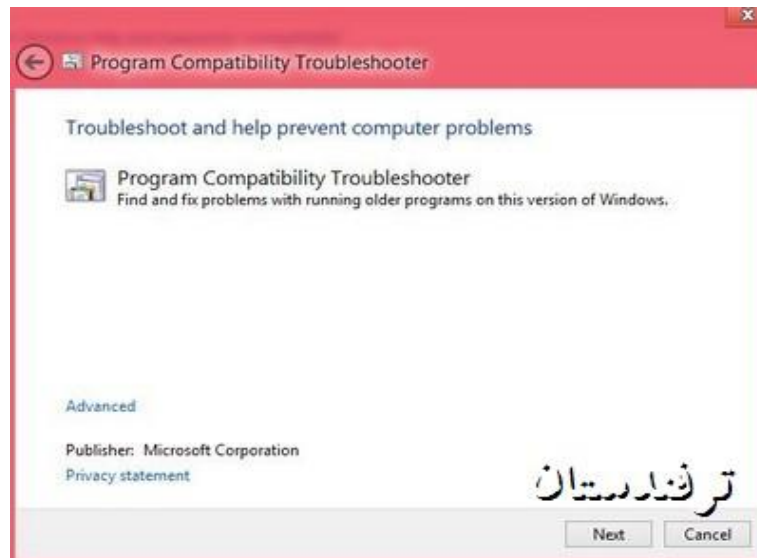 Program Compatibility Troubleshooter
Troubleshoot and help prevent computer problems
Program Compatibility Troubleshooter
Find and fix problems with running older programs on this version of Windows.
Advanced
Publisher: Microsoft Corporation
Privacy statement
ترفندستان
Next Cancel